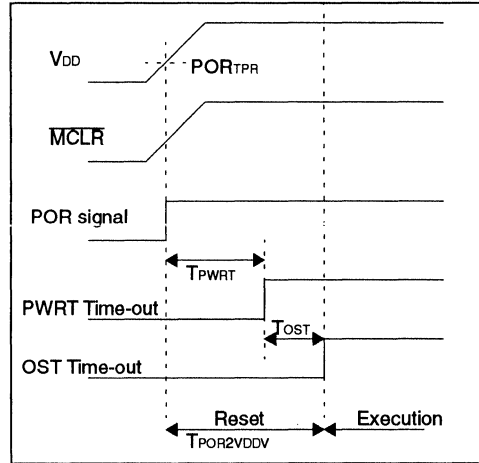 VDD
PORTPR
MCLR
POR signal
TPWRT
PWRT Time-out
TOST
OST Time-out
Reset Execution
TPOR2VDDV